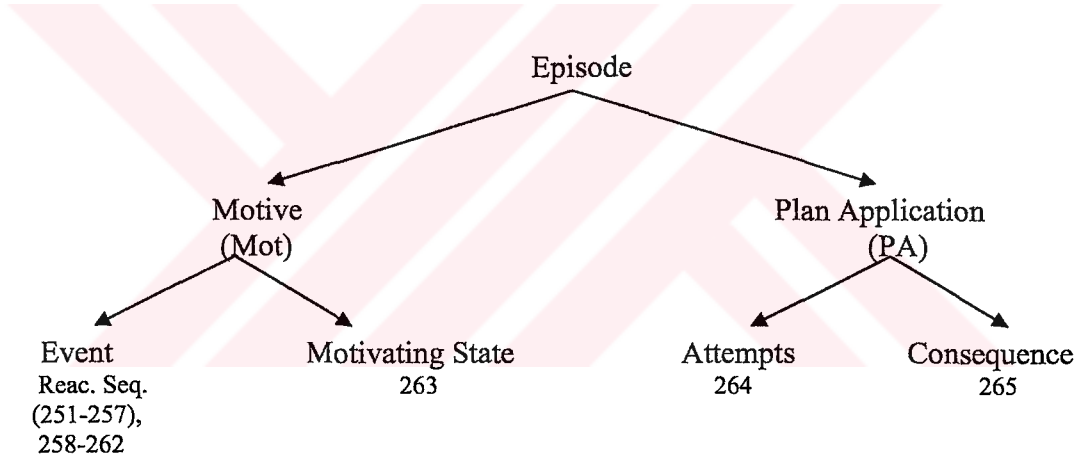 Episode
Motive
(Mot)
Plan Application
(PA)
Event
Reac. Seq.
(251-257),
258-262
Motivating State
263
Attempts
264
Consequence
265